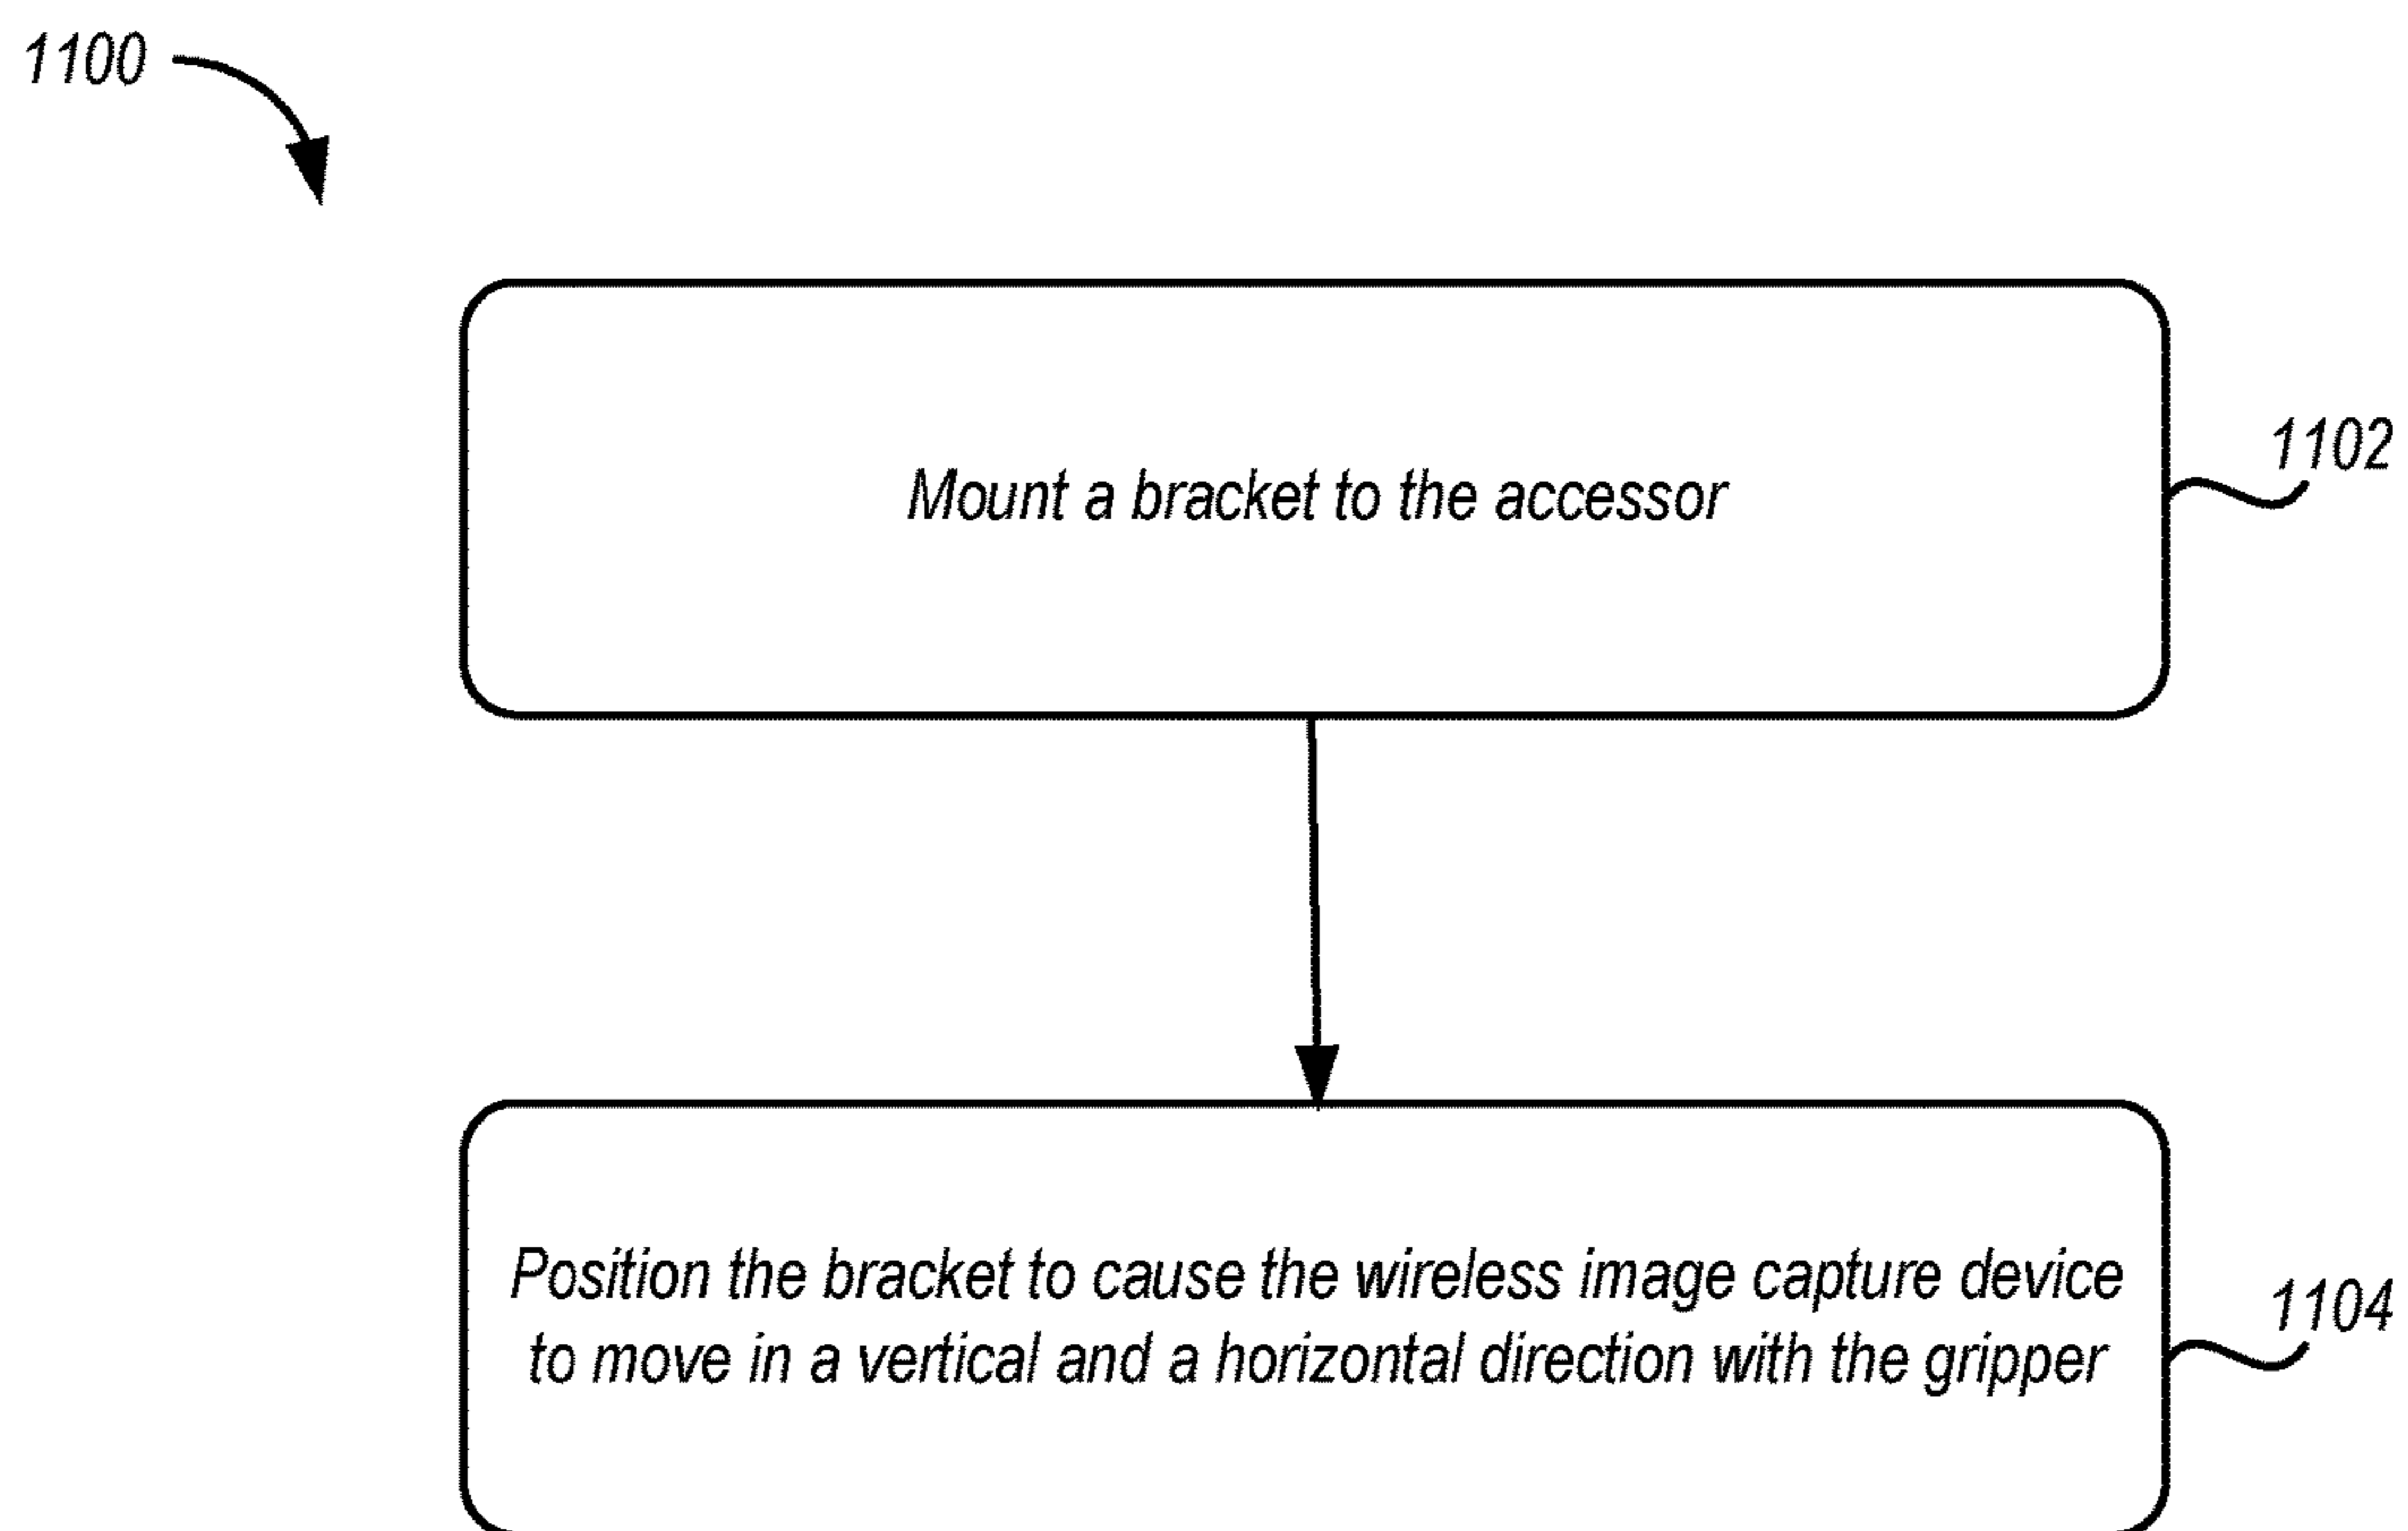 1100
Mount a bracket to the accessor
1102
Position the bracket to cause the wireless image capture device
to move in a vertical and a horizontal direction with the gripper
1104